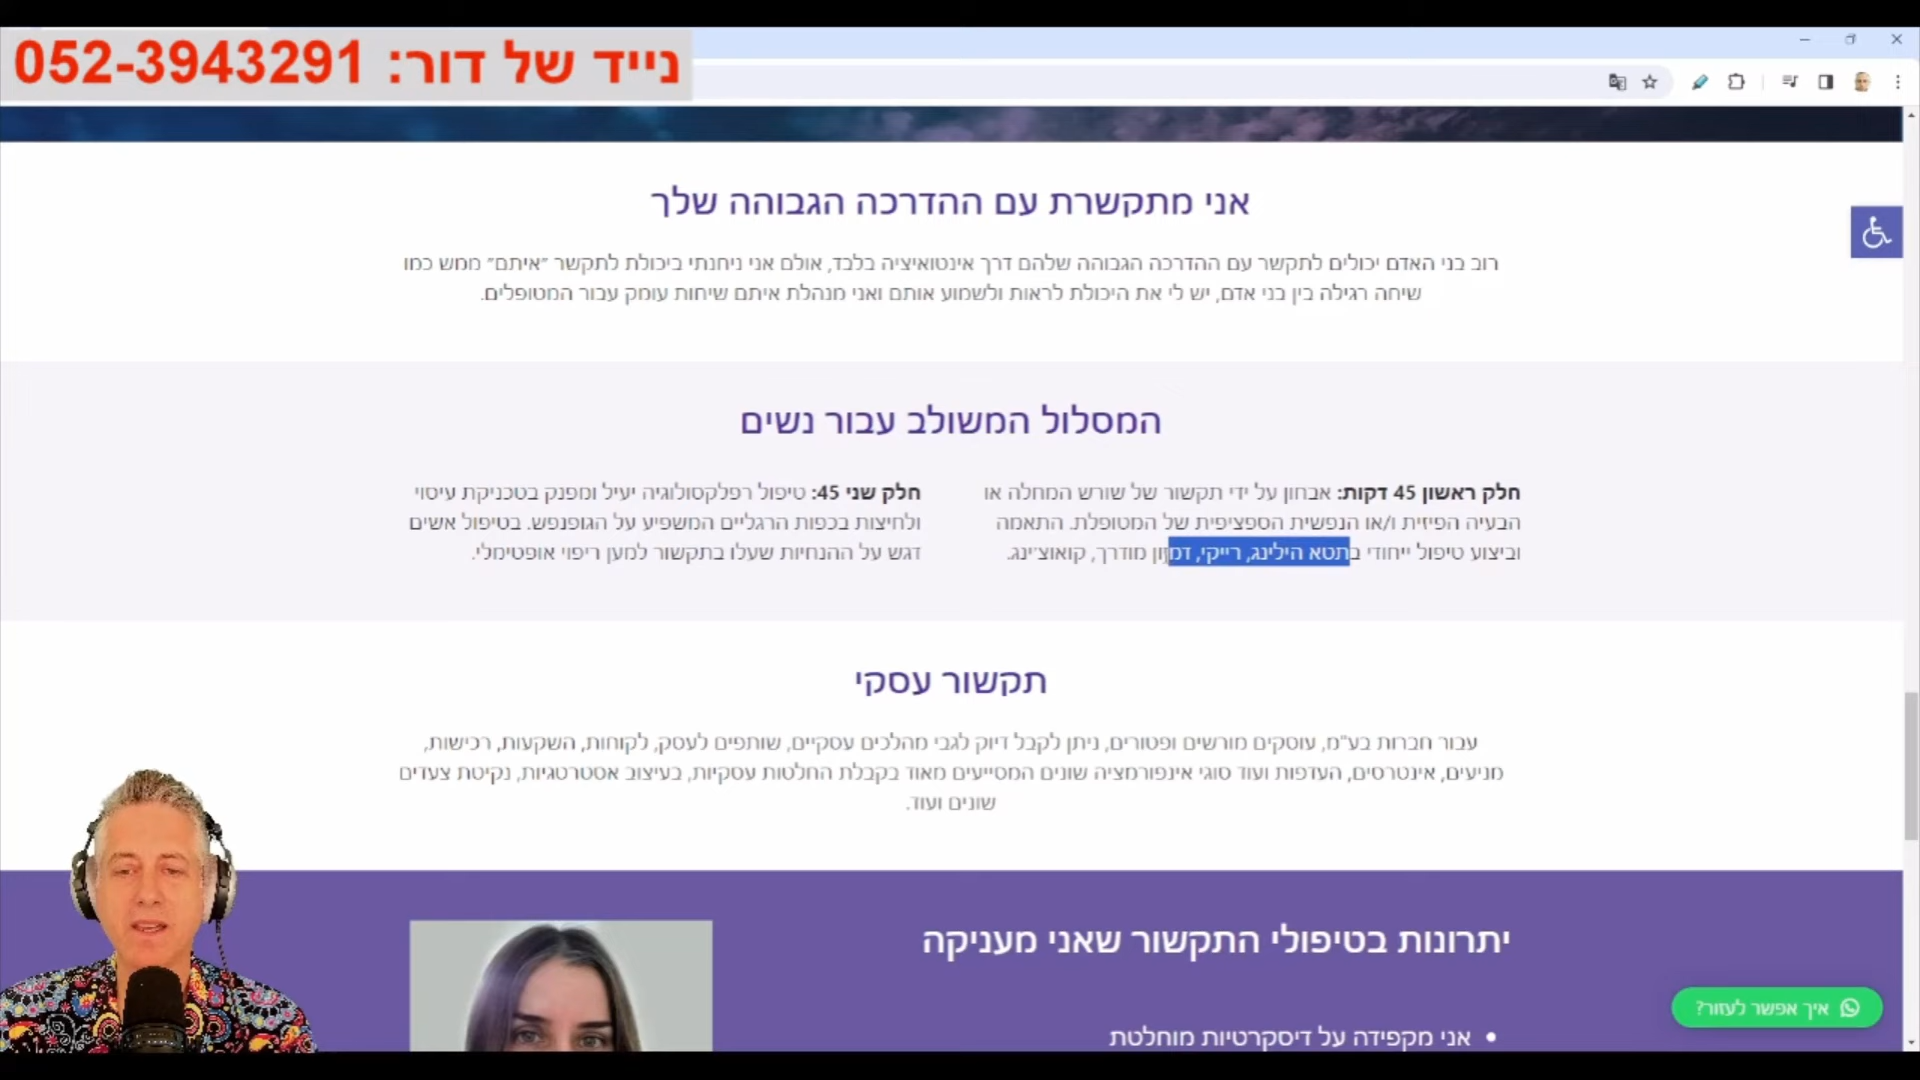 נייד של דור: 052-3943291
אני מתקשרת עם ההדרכה הגבוהה שלך
רוב בני האדם יכולים לתקשר עם ההדרכה הגבוהה שלהם דרך אינטואיציה בלבד, אולם אני ניחנתי ביכולת לתקשר "איתם" ממש כמו
שיחה רגילה בין בני אדם, יש לי את היכולת לראות ולשמוע אותם ואני מנהלת איתם שיחות עומק עבור המטופלים.
המסלול המשולב עבור נשים
חלק ראשון 45 דקות: אבחון על ידי תקשור של שורש המחלה או
הבעיה הפיזית ו/או הנפשית הספציפית של המטופלת. התאמה
וביצוע טיפול ייחודי בתטא הילינג, רייקי, דמיון מודרך, קואוצ'ינג.
חלק שני 45: טיפול רפלקסולוגיה יעיל ומפנק בטכניקת עיסוי
ולחיצות בכפות הרגליים המשפיע על הגופנפש. בטיפול אשים
דגש על ההנחיות שעלו בתקשור למען ריפוי אופטימלי.
תקשור עסקי
עבור חברות בע"מ, עוסקים מורשים ופטורים, ניתן לקבל דיוק לגבי מהלכים עסקיים, שותפים לעסק, לקוחות, השקעות, רכישות,
מניעים, אינטרסים, העדפות ועוד סוגי אינפורמציה שונים המסייעים מאוד בקבלת החלטות עסקיות, בעיצוב אסטרטגיות, נקיטת צעדים
שונים ועוד.
יתרונות בטיפולי התקשור שאני מעניקה
• אני מקפידה על דיסקרטיות מוחלטת
איך אפשר לעזור?